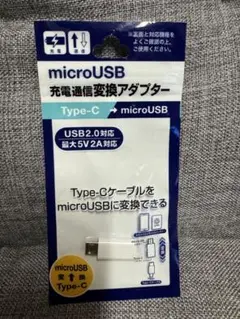 充電
通信
※裏面と対応機種を
よくご確認の上、
ご使用ください。
microUSB
充電通信変換アダプター
Type-C → microUSB
USB2.0対応
最大5V2A対応
Type-Cケーブルを
microUSBに変換できる
microUSB
変換
Type-C